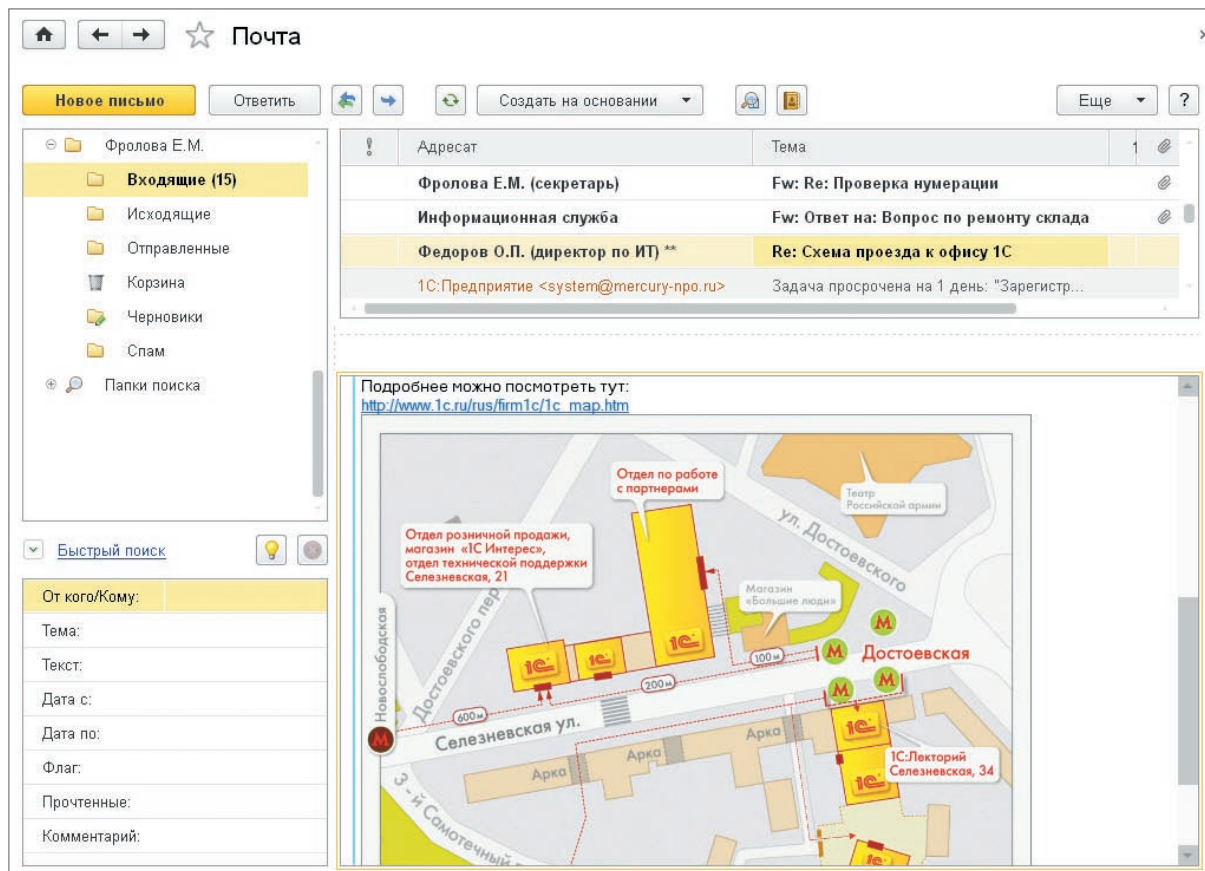 Почта
Новое письмо
Ответить
Создать на основании
Еще
?
Фролова Е.М.
Входящие (15)
Исходящие
Отправленные
Корзина
Черновики
Спам
Папки поиска
Адресат Тема 1
Фролова Е.М. (секретарь) Fw: Re: Проверка нумерации
Информационная служба Fw: Ответ на: Вопрос по ремонту склада
Федоров О.П. (директор по ИТ) ** Re: Схема проезда к офису 1С
1С:Предприятие <system@mercury-npo.ru> Задача просрочена на 1 день: "Зарегистр...
Быстрый поиск
От кого/Кому:
Тема:
Текст:
Дата с:
Дата по:
Флаг:
Прочтенные:
Комментарий:
Подробнее можно посмотреть тут:
http://www.1c.ru/rus/firm1c/1c_map.htm
Отдел по работе
с партнерами
Театр
Российской армии
ул. Достоевского
Отдел розничной продажи,
магазин «1С Интерес»,
отдел технической поддержки
Селезневская, 21
Магазин
«Большие люди»
Достоевского пер.
Новослободская
1С
1С
1С
М
М
Достоевская
М
М
100 м
200 м
600 м
М
Селезневская ул.
Арка
Арка
Арка
Арка
1С
1С
1С:Лекторий
Селезневская, 34
3-й Самотечный
1С